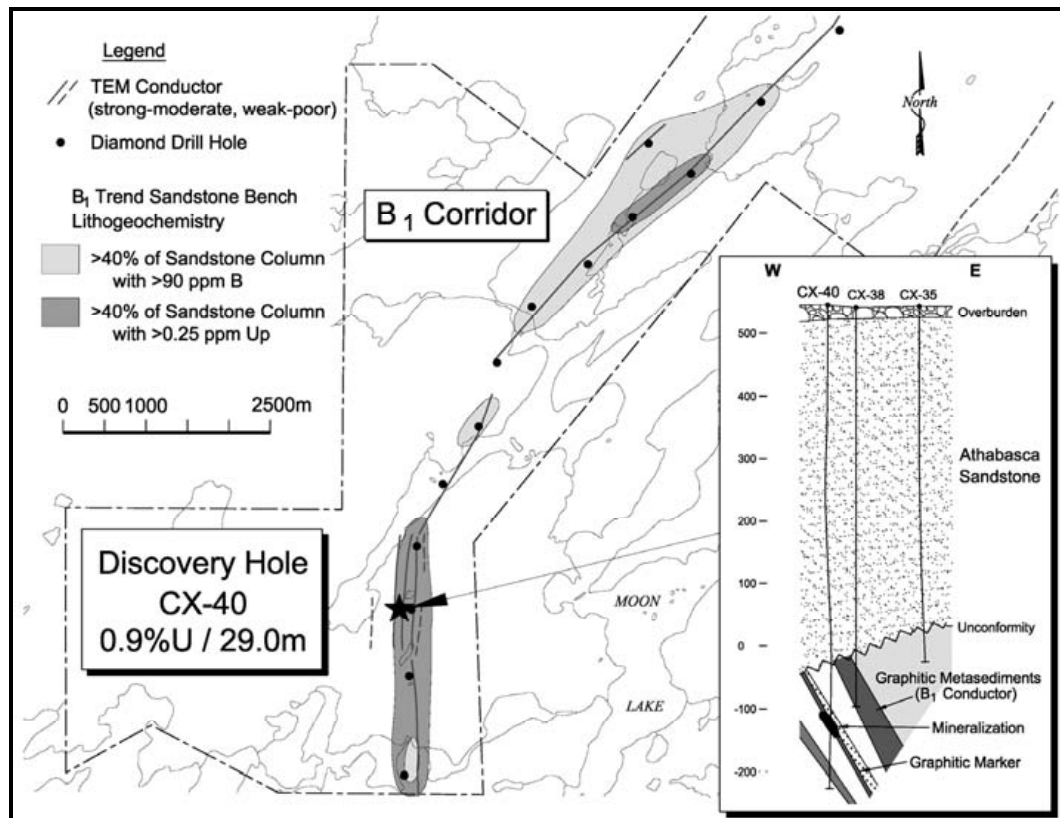 Legend
TEM Conductor
(strong-moderate, weak-poor)
Diamond Drill Hole
B1 Trend Sandstone Bench
Lithogeochemistry
>40% of Sandstone Column
with >90 ppm B
>40% of Sandstone Column
with >0.25 ppm Up
0 500 1000 2500m
B1 Corridor
North
Discovery Hole
CX-40
0.9%U / 29.0m
MOON
LAKE
W E
CX-40 CX-38 CX-35
Overburden
500
400
Athabasca
Sandstone
300
200
100
Unconformity
0
Graphitic Metasediments
(B1 Conductor)
-100
Mineralization
Graphitic Marker
-200